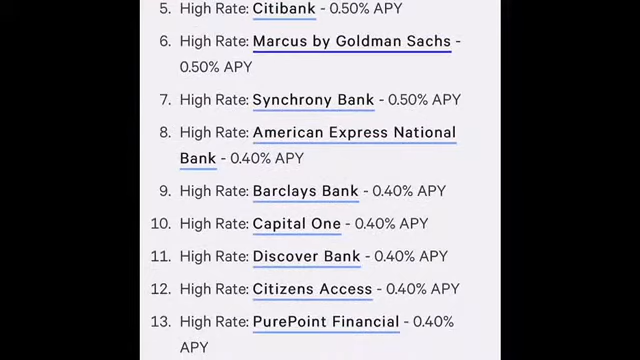 5. High Rate: Citibank - 0.50% APY
6. High Rate: Marcus by Goldman Sachs -
0.50% APY
7. High Rate: Synchrony Bank - 0.50% APY
8. High Rate: American Express National
Bank - 0.40% APY
9. High Rate: Barclays Bank - 0.40% APY
10. High Rate: Capital One - 0.40% APY
11. High Rate: Discover Bank - 0.40% APY
12. High Rate: Citizens Access - 0.40% APY
13. High Rate: PurePoint Financial - 0.40%
APY